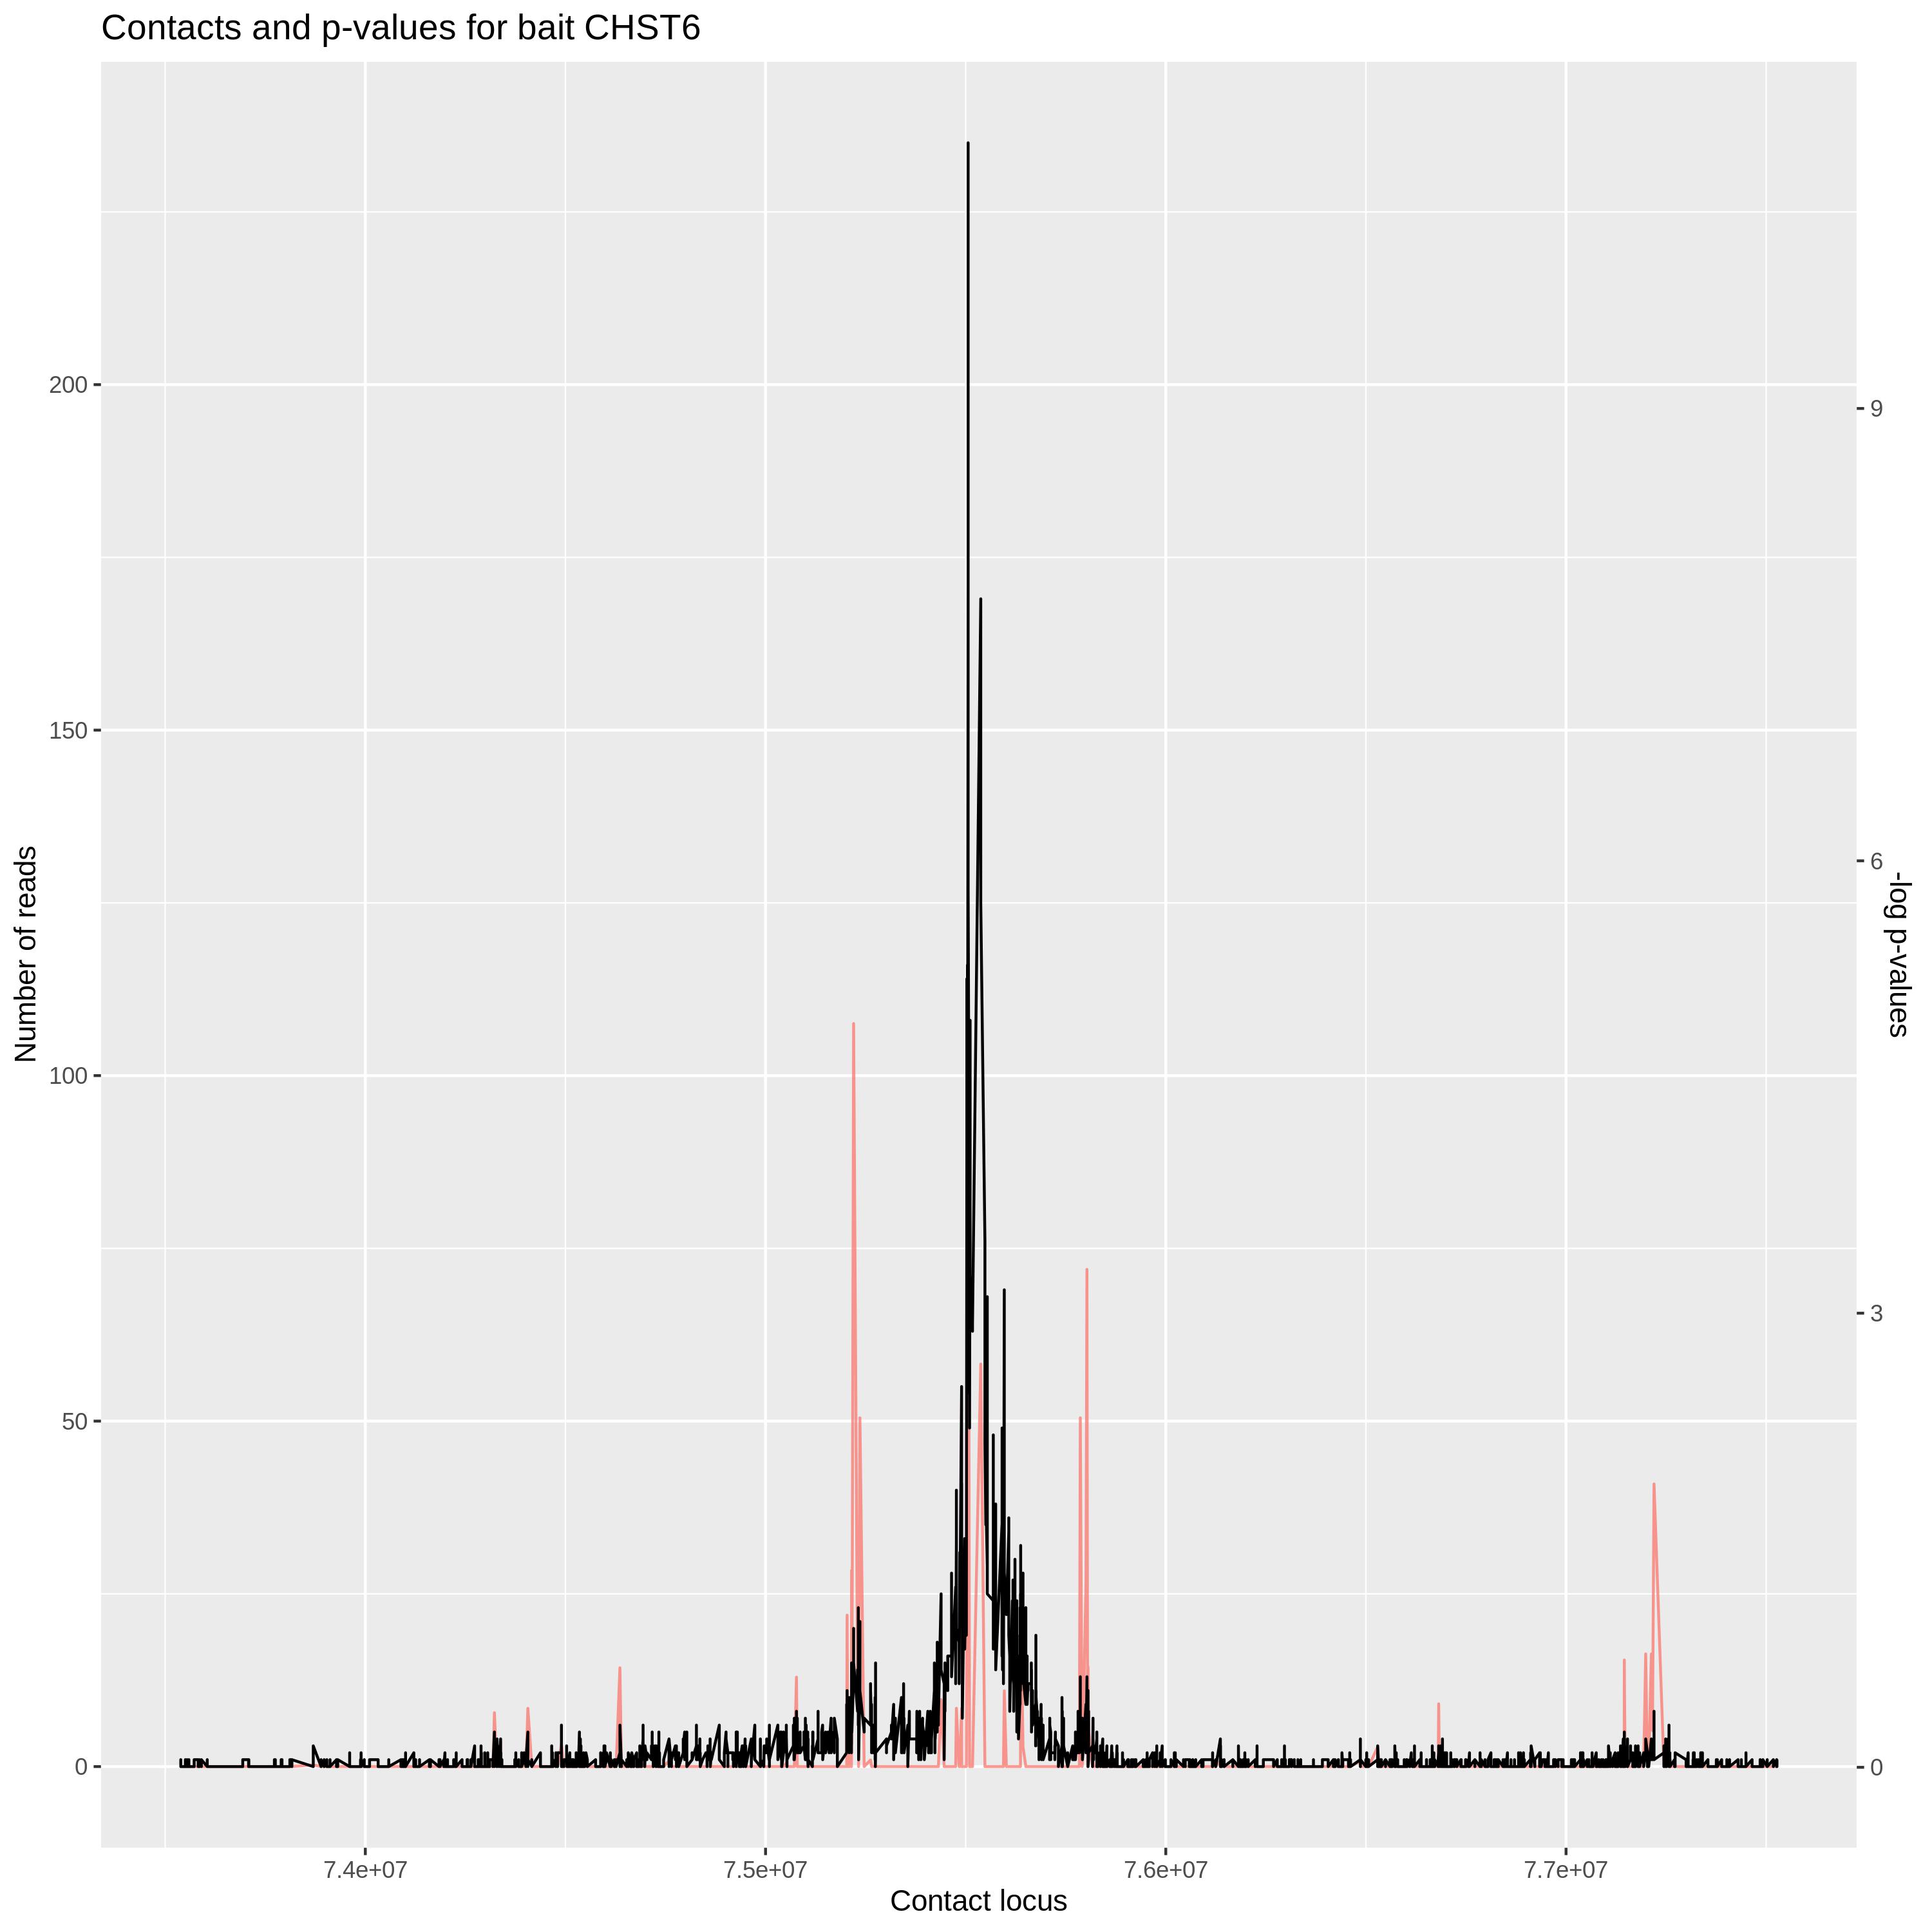 Contacts and p-values for bait CHST6
Number of reads
200
150
100
50
0
9
6
3
0
-log p-values
7.4e+07
7.5e+07
7.6e+07
7.7e+07
Contact locus